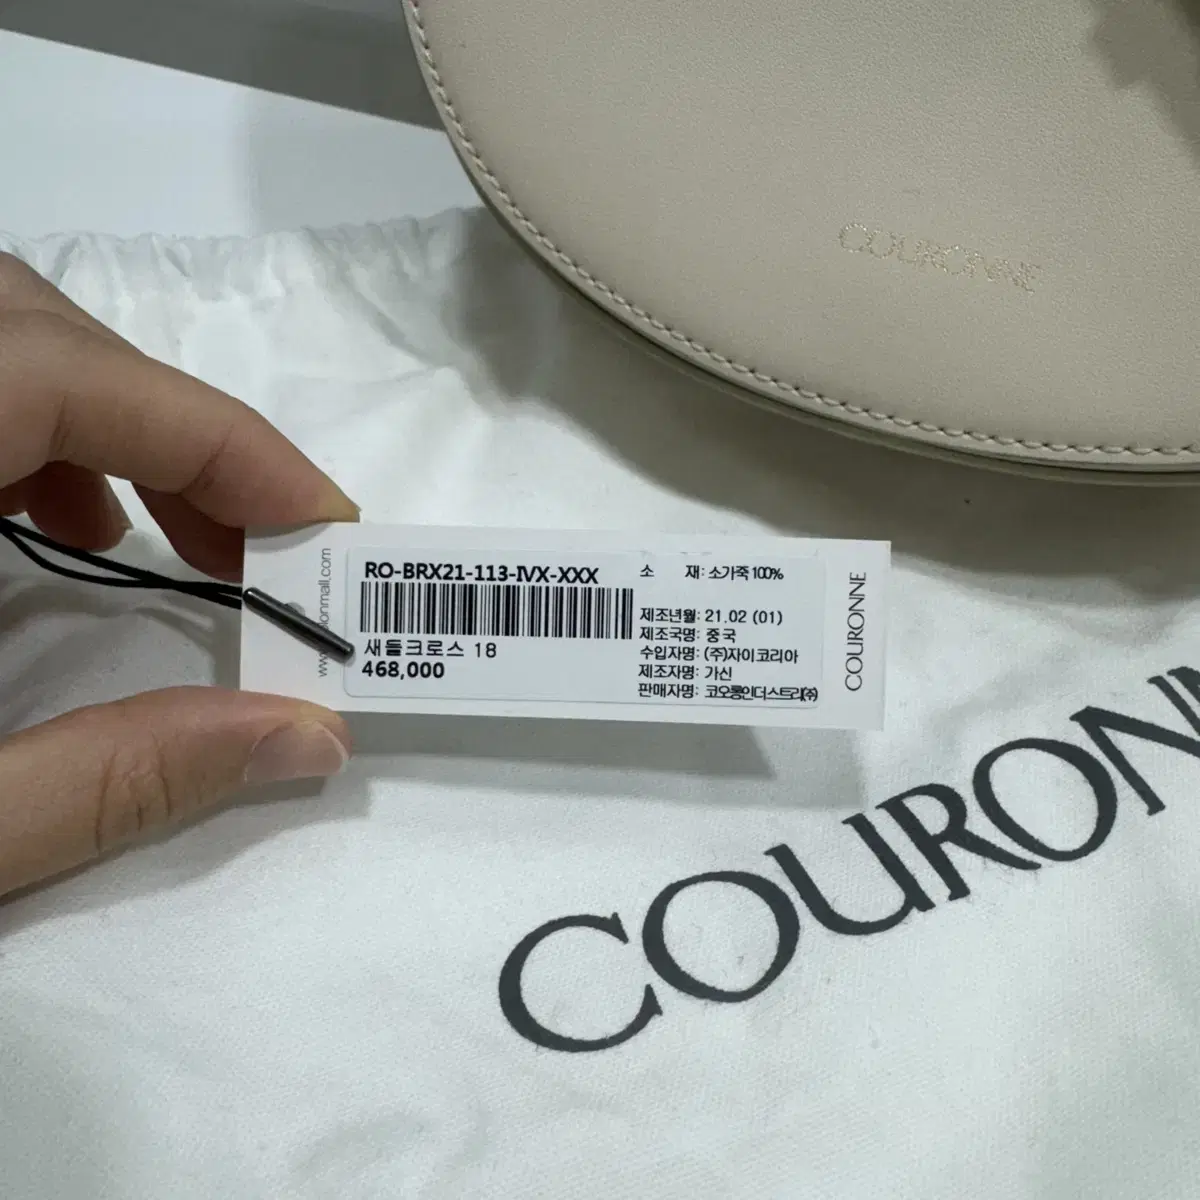 COURONNE
RO-BRX21-113-IVX-XXX
새들크로스 18
468,000
소 재: 소가죽 100%
제조년월: 21.02 (01)
제조국명: 중국
수입자명: (주)자이코리아
제조자명: 가신
판매자명: 코오롱인더스트리(주)
COURONNE
COURONN